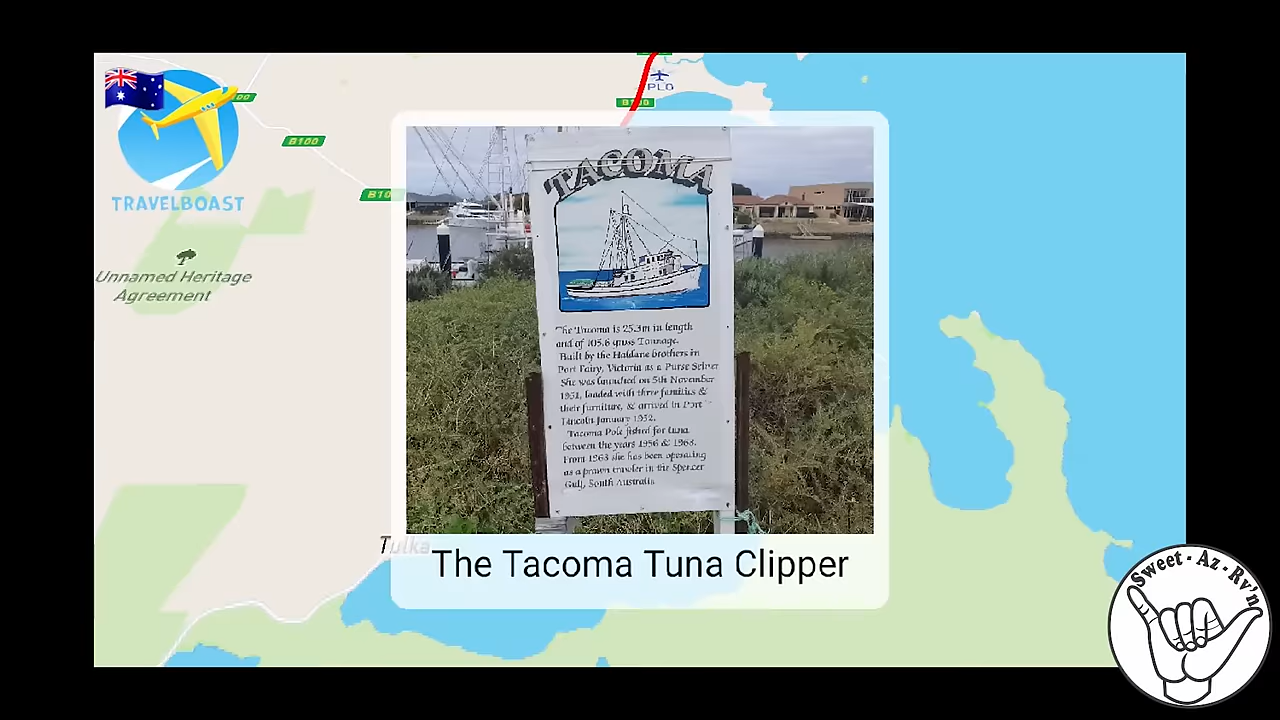 B100
PLO
00
B100
B10
TRAVELBOAST
Unnamed Heritage
Agreement
TACOMA
The Tacoma is 25.3m in length
and of 105.6 gross Tonnage.
Built by the Haldane brothers in
Port Fairy, Victoria as a Purse Seiner
She was launched on 5th November
1951, loaded with three families &
their furniture, & arrived in Port
Lincoln January 1952.
Tacoma Pole fished for tuna
between the years 1956 & 1968.
From 1963 she has been operating
as a prawn trawler in the Spencer
Gulf, South Australia
Tulka
The Tacoma Tuna Clipper
Sweet-Az-Rv'n